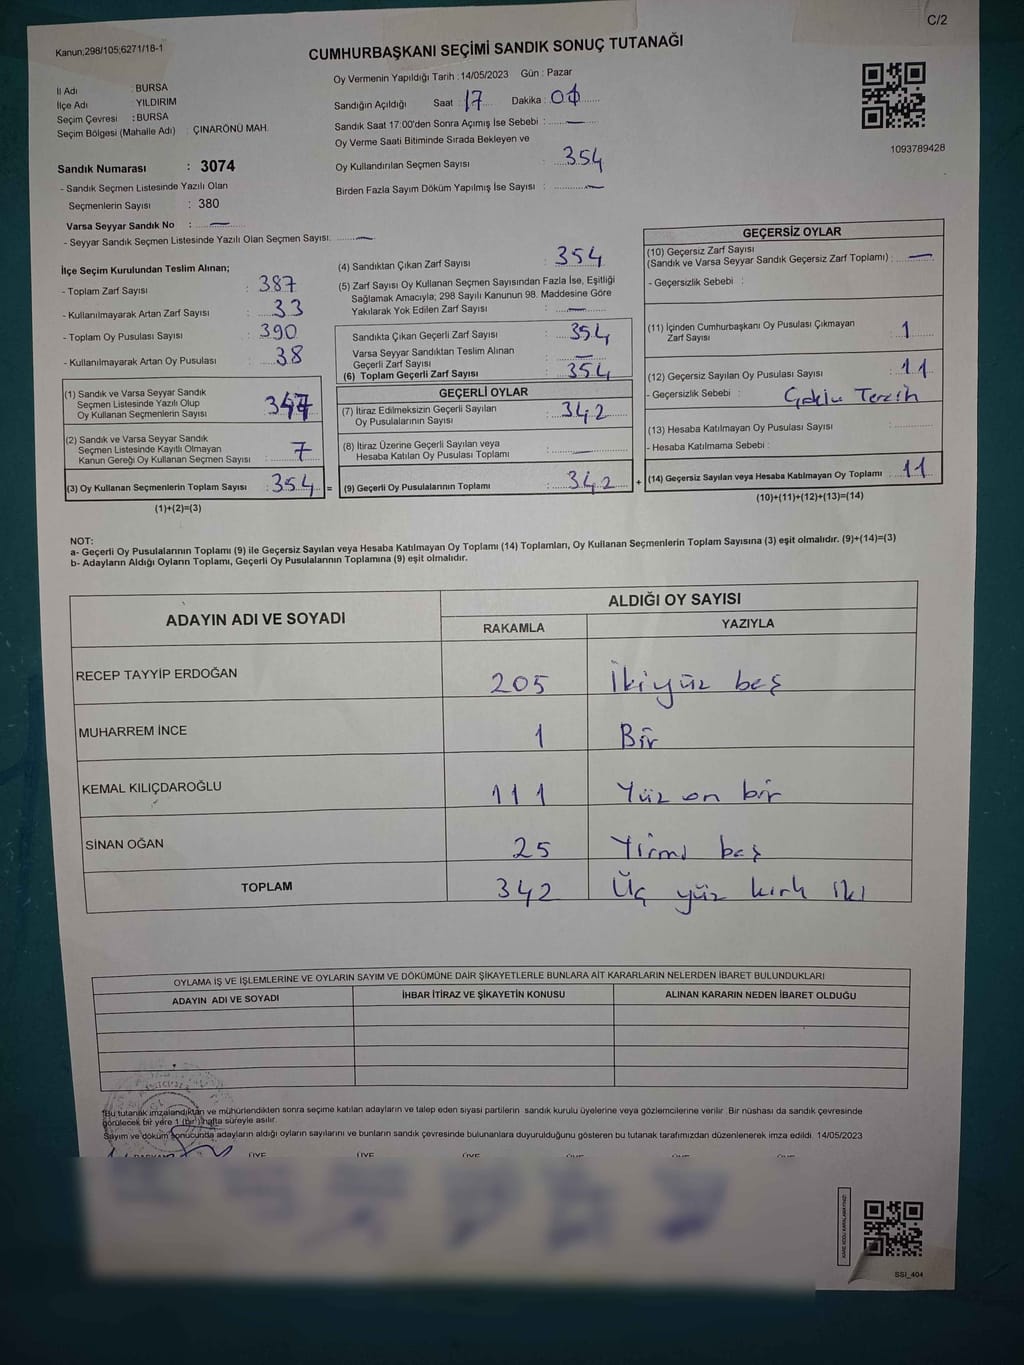 C/2
Kanun;298/105;6271/18-1
CUMHURBAŞKANI SEÇİMİ SANDIK SONUÇ TUTANAĞI
İl Adı : BURSA
İlçe Adı : YILDIRIM
Seçim Çevresi : BURSA
Seçim Bölgesi (Mahalle Adı) : ÇINARÖNÜ MAH.
Sandık Numarası : 3074
- Sandık Seçmen Listesinde Yazılı Olan
Seçmenlerin Sayısı : 380
Varsa Seyyar Sandık No : —
- Seyyar Sandık Seçmen Listesinde Yazılı Olan Seçmen Sayısı: —
Oy Vermenin Yapıldığı Tarih : 14/05/2023 Gün : Pazar
Sandığın Açıldığı Saat : 17 Dakika : 00
Sandık Saat 17:00'den Sonra Açımış İse Sebebi : —
Oy Verme Saati Bitiminde Sırada Bekleyen ve
Oy Kullandırılan Seçmen Sayısı : 354
Birden Fazla Sayım Döküm Yapılmış İse Sayısı : —
1093789428
İlçe Seçim Kurulundan Teslim Alınan;
- Toplam Zarf Sayısı : 387
- Kullanılmayarak Artan Zarf Sayısı : 33
- Toplam Oy Pusulası Sayısı : 390
- Kullanılmayarak Artan Oy Pusulası : 38
(1) Sandık ve Varsa Seyyar Sandık
Seçmen Listesinde Yazılı Olup
Oy Kullanan Seçmenlerin Sayısı : 347
(2) Sandık ve Varsa Seyyar Sandık
Seçmen Listesinde Kayıtlı Olmayan
Kanun Gereği Oy Kullanan Seçmen Sayısı : 7
(3) Oy Kullanan Seçmenlerin Toplam Sayısı : 354 =
(1)+(2)=(3)
(4) Sandıktan Çıkan Zarf Sayısı : 354
(5) Zarf Sayısı Oy Kullanan Seçmen Sayısından Fazla İse, Eşitliği
Sağlamak Amacıyla; 298 Sayılı Kanunun 98. Maddesine Göre
Yakılarak Yok Edilen Zarf Sayısı : —
Sandıkta Çıkan Geçerli Zarf Sayısı : 354
Varsa Seyyar Sandıktan Teslim Alınan
Geçerli Zarf Sayısı : —
(6) Toplam Geçerli Zarf Sayısı : 354
GEÇERLİ OYLAR
(7) İtiraz Edilmeksizin Geçerli Sayılan
Oy Pusulasının Sayısı : 342
(8) İtiraz Üzerine Geçerli Sayılan veya
Hesaba Katılan Oy Pusulası Toplamı : —
(9) Geçerli Oy Pusulalarının Toplamı : 342 +
GEÇERSİZ OYLAR
(10) Geçersiz Zarf Sayısı
(Sandık ve Varsa Seyyar Sandık Geçersiz Zarf Toplamı) : —
- Geçersizlik Sebebi :
(11) İçinden Cumhurbaşkanı Oy Pusulası Çıkmayan
Zarf Sayısı : 1
(12) Geçersiz Sayılan Oy Pusulası Sayısı : 11
- Geçersizlik Sebebi : Çoklu Tercih
(13) Hesaba Katılmayan Oy Pusulası Sayısı :
- Hesaba Katılmama Sebebi :
(14) Geçersiz Sayılan veya Hesaba Katılmayan Oy Toplamı : 11
(10)+(11)+(12)+(13)=(14)
NOT:
a- Geçerli Oy Pusulalarının Toplamı (9) ile Geçersiz Sayılan veya Hesaba Katılmayan Oy Toplamı (14) Toplamları, Oy Kullanan Seçmenlerin Toplam Sayısına (3) eşit olmalıdır. (9)+(14)=(3)
b- Adayların Aldığı Oyların Toplamı, Geçerli Oy Pusulalarının Toplamına (9) eşit olmalıdır.
ADAYIN ADI VE SOYADI
ALDIĞI OY SAYISI
RAKAMLA YAZIYLA
RECEP TAYYİP ERDOĞAN 205 İkiyüz beş
MUHARREM İNCE 1 Bir
KEMAL KILIÇDAROĞLU 111 Yüz on bir
SİNAN OĞAN 25 Yirmi beş
TOPLAM 342 Üç yüz kırk iki
OYLAMA İŞ VE İŞLEMLERİNE VE OYLARIN SAYIM VE DÖKÜMÜNE DAİR ŞİKAYETLERLE BUNLARA AİT KARARLARIN NELERDEN İBARET BULUNDUKLARI
ADAYIN ADI VE SOYADI İHBAR İTİRAZ VE ŞİKAYETİN KONUSU ALINAN KARARIN NEDEN İBARET OLDUĞU
*Bu tutanak imzalandıktan ve mühürlendikten sonra seçime katılan adayların ve talep eden siyasi partilerin sandık kurulu üyelerine veya gözlemcilerine verilir. Bir nüshası da sandık çevresinde
görülecek bir yere 1 (bir) hafta süreyle asılır.
Sayım ve döküm sonucunda adayların aldığı oyların sayılarını ve bunların sandık çevresinde bulunanlara duyurulduğunu gösteren bu tutanak tarafımızdan düzenlenerek imza edildi. 14/05/2023
SSI_404